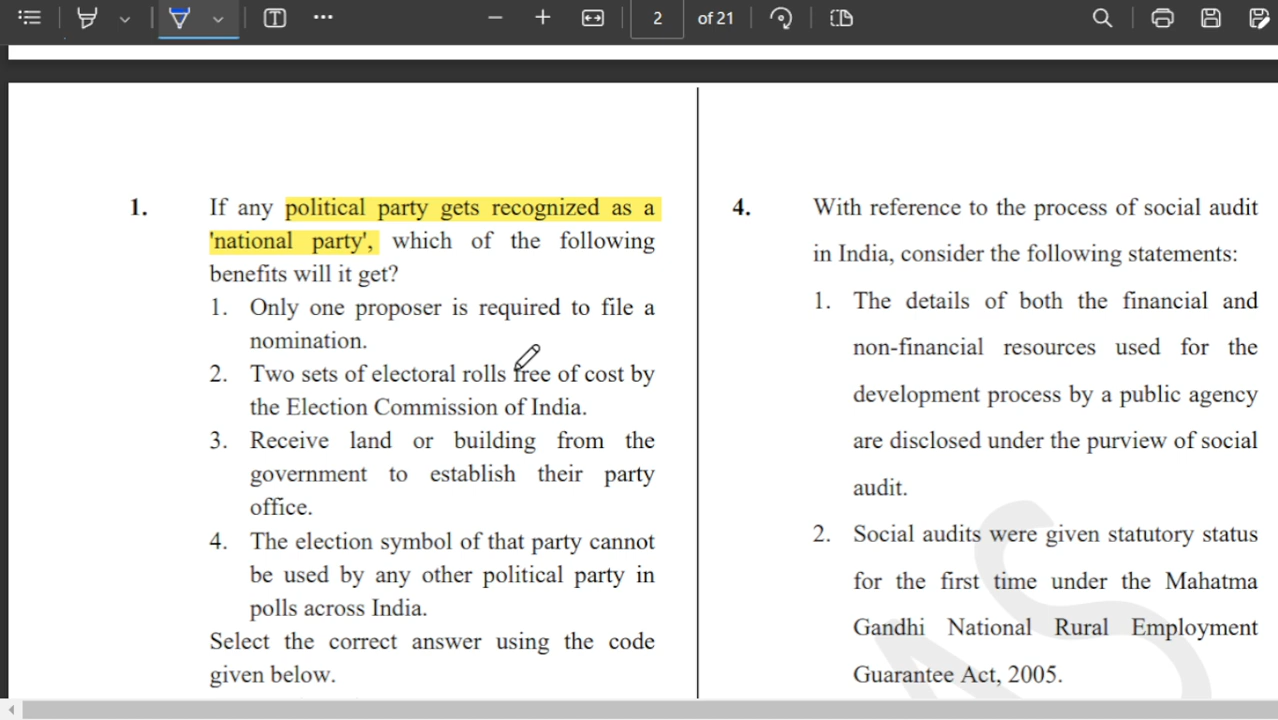 2 of 21
1. If any political party gets recognized as a
'national party', which of the following
benefits will it get?
1. Only one proposer is required to file a
nomination.
2. Two sets of electoral rolls free of cost by
the Election Commission of India.
3. Receive land or building from the
government to establish their party
office.
4. The election symbol of that party cannot
be used by any other political party in
polls across India.
Select the correct answer using the code
given below.
4. With reference to the process of social audit
in India, consider the following statements:
1. The details of both the financial and
non-financial resources used for the
development process by a public agency
are disclosed under the purview of social
audit.
2. Social audits were given statutory status
for the first time under the Mahatma
Gandhi National Rural Employment
Guarantee Act, 2005.